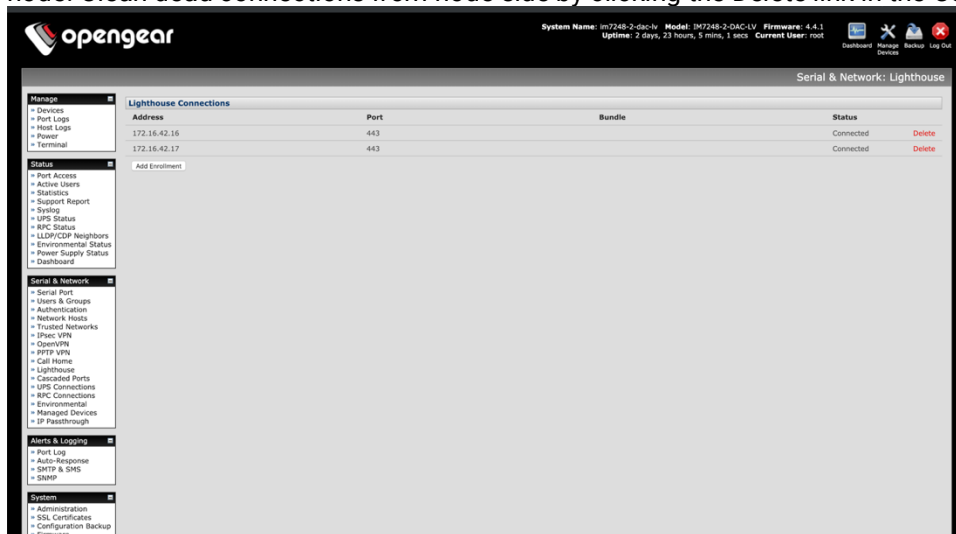 node. Clean dead connections from node side by clicking the Delete link in the
opengear
System Name: im7248-2-dac-lv Model: IM7248-2-DAC-LV Firmware: 4.4.1
Uptime: 2 days, 23 hours, 5 mins, 1 secs Current User: root
Dashboard Manage Devices Backup Log Out
Serial & Network: Lighthouse
Manage
» Devices
» Port Logs
» Host Logs
» Power
» Terminal
Status
» Port Access
» Active Users
» Statistics
» Support Report
» Syslog
» UPS Status
» RPC Status
» LLDP/CDP Neighbors
» Environmental Status
» Power Supply Status
» Dashboard
Serial & Network
» Serial Port
» Users & Groups
» Authentication
» Network Hosts
» Trusted Networks
» IPsec VPN
» OpenVPN
» PPTP VPN
» Call Home
» Lighthouse
» Cascaded Ports
» UPS Connections
» RPC Connections
» Environmental
» Managed Devices
» IP Passthrough
Alerts & Logging
» Port Log
» Auto-Response
» SMTP & SMS
» SNMP
System
» Administration
» SSL Certificates
» Configuration Backup
» Firmware
Lighthouse Connections
Address Port Bundle Status
172.16.42.16 443 Connected Delete
172.16.42.17 443 Connected Delete
Add Enrollment